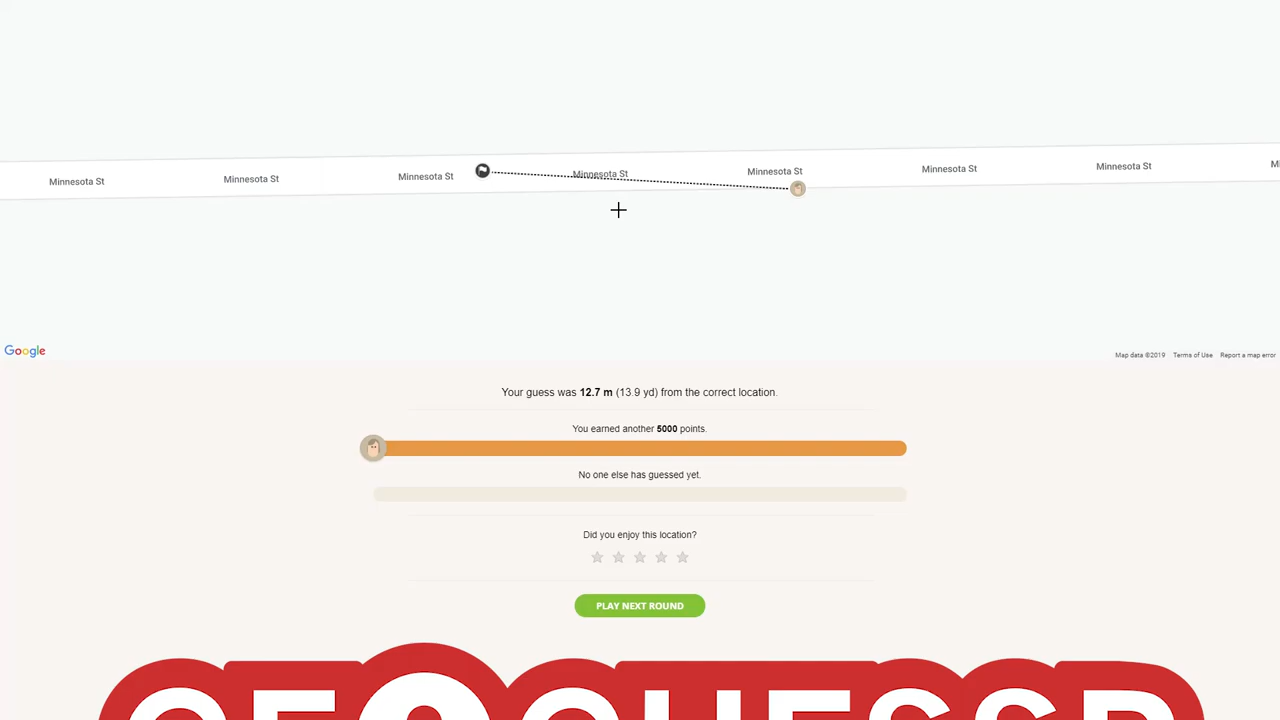 Minnesota St Minnesota St Minnesota St Minnesota St Minnesota St Minnesota St Minnesota St
Google
Map data ©2019 Terms of Use Report a map error
Your guess was 12.7 m (13.9 yd) from the correct location.
You earned another 5000 points.
No one else has guessed yet.
Did you enjoy this location?
PLAY NEXT ROUND
GEOGUESSR